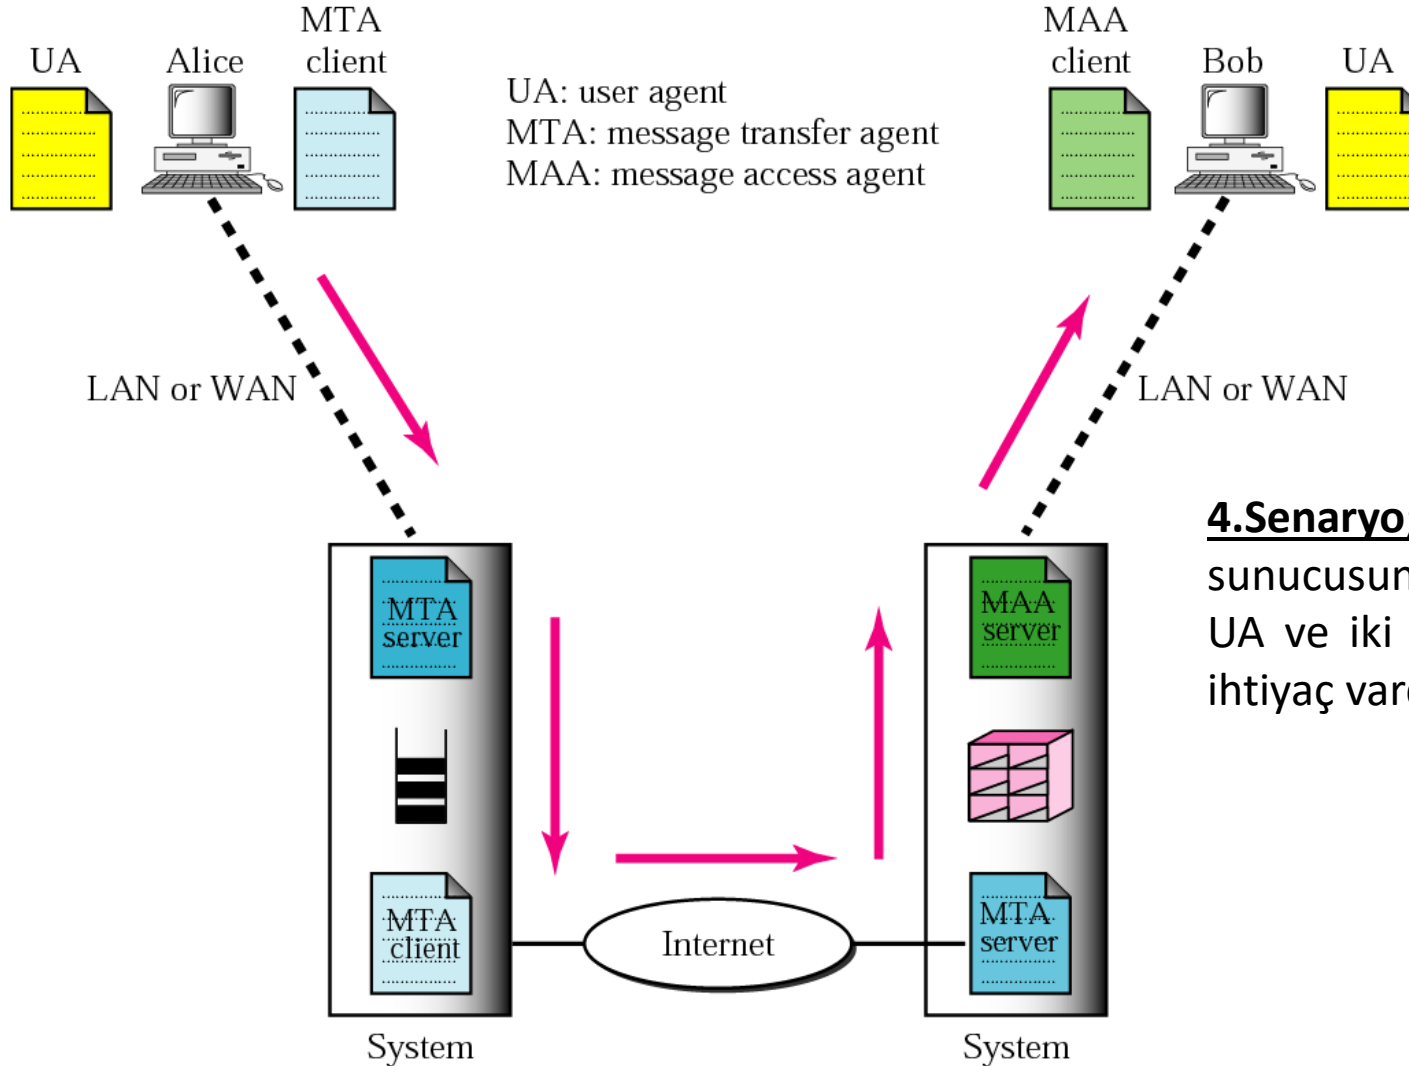 UA
Alice
MTA
client
UA: user agent
MTA: message transfer agent
MAA: message access agent
MAA
client
Bob
UA
LAN or WAN
LAN or WAN
4.Senaryo;
UA ve iki
ihtiyaç
MTA
server
MAA
server
MTA
client
Internet
MTA
server
System
System